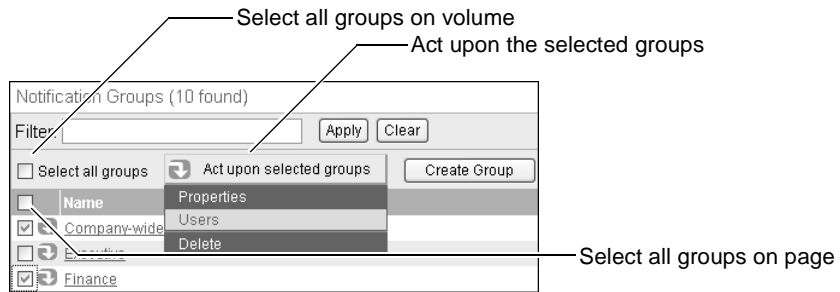 Select all groups on volume
Act upon the selected groups
Notification Groups (10 found)
Filter Apply Clear
Select all groups Act upon selected groups Create Group
Name Properties
Company-wide Users
Executive Delete
Select all groups on page
Finance